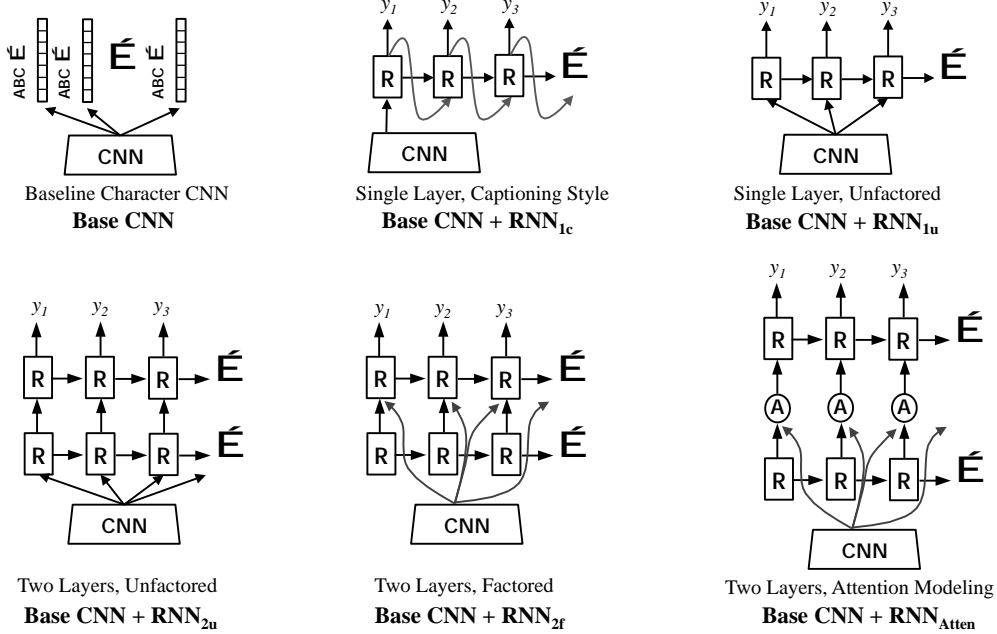 ABC É ABC É É ABC É
CNN
Baseline Character CNN
Base CNN
y1 y2 y3
R R R É
CNN
Single Layer, Captioning Style
Base CNN + RNN1c
y1 y2 y3
R R R É
CNN
Single Layer, Unfactored
Base CNN + RNN1u
y1 y2 y3
R R R É
R R R É
CNN
Two Layers, Unfactored
Base CNN + RNN2u
y1 y2 y3
R R R É
R R R É
CNN
Two Layers, Factored
Base CNN + RNN2f
y1 y2 y3
R R R É
A A A
R R R É
CNN
Two Layers, Attention Modeling
Base CNN + RNNAtten